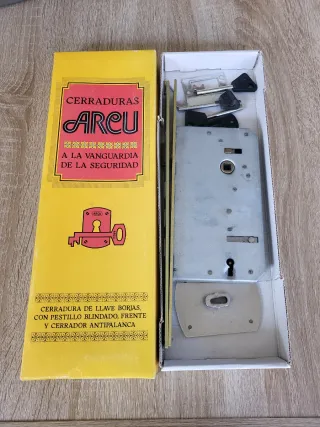 CERRADURAS
ARCU
A LA VANGUARDIA
DE LA SEGURIDAD
CERRADURA DE LLAVE BORJAS,
CON PESTILLO BLINDADO, FRENTE
Y CERRADOR ANTIPALANCA